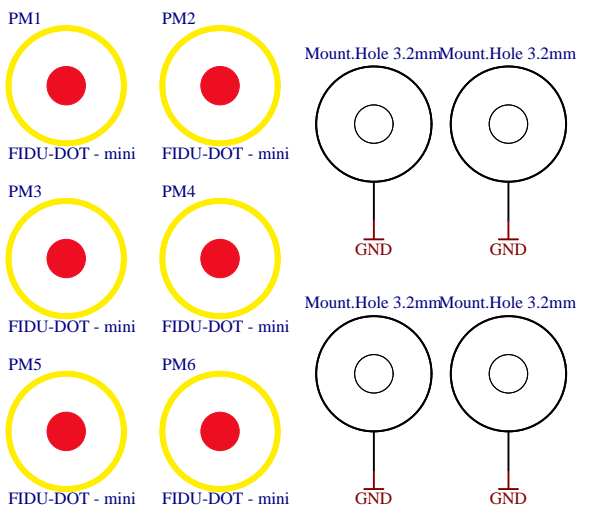 PM1
PM2
Mount.Hole 3.2mm
Mount.Hole 3.2mm
FIDU-DOT - mini
FIDU-DOT - mini
PM3
PM4
GND
GND
Mount.Hole 3.2mm
Mount.Hole 3.2mm
FIDU-DOT - mini
FIDU-DOT - mini
PM5
PM6
FIDU-DOT - mini
FIDU-DOT - mini
GND
GND